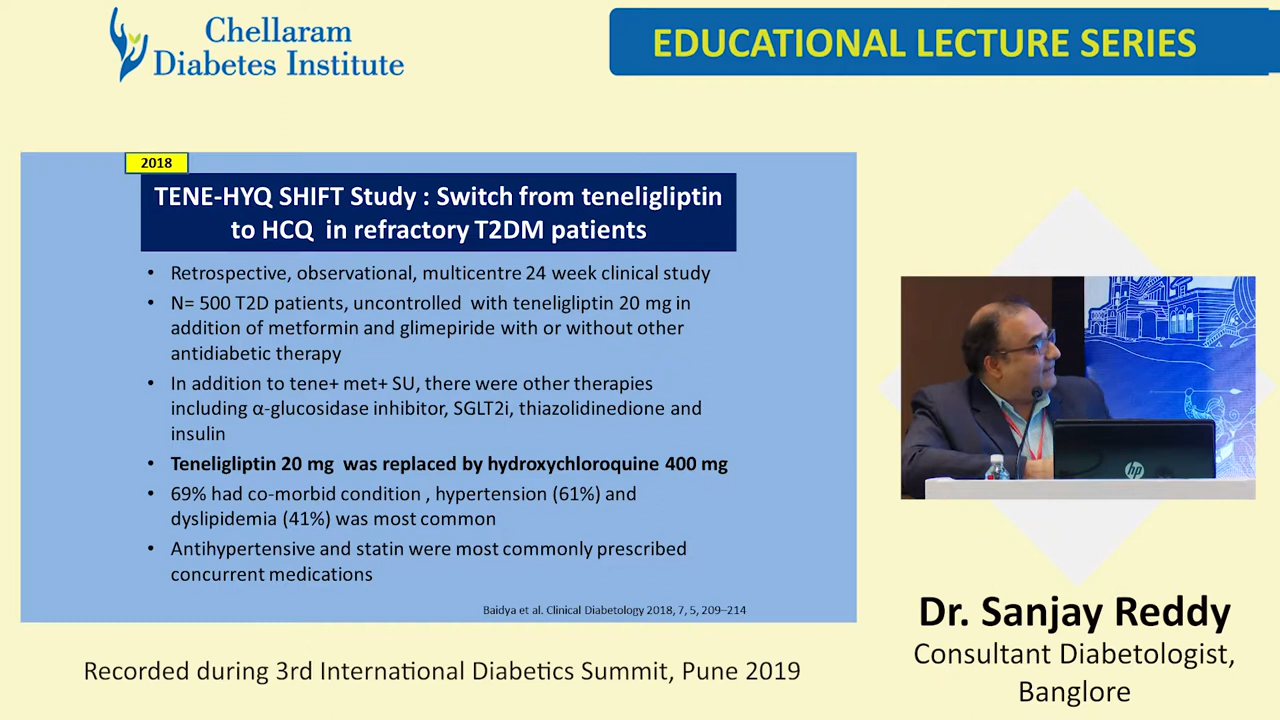 Chellaram
Diabetes Institute
EDUCATIONAL LECTURE SERIES
2018
TENE-HYQ SHIFT Study : Switch from teneligliptin
to HCQ in refractory T2DM patients
• Retrospective, observational, multicentre 24 week clinical study
• N= 500 T2D patients, uncontrolled with teneligliptin 20 mg in
addition of metformin and glimepiride with or without other
antidiabetic therapy
• In addition to tene+ met+ SU, there were other therapies
including α-glucosidase inhibitor, SGLT2i, thiazolidinedione and
insulin
• Teneligliptin 20 mg was replaced by hydroxychloroquine 400 mg
• 69% had co-morbid condition , hypertension (61%) and
dyslipidemia (41%) was most common
• Antihypertensive and statin were most commonly prescribed
concurrent medications
Baidya et al. Clinical Diabetology 2018, 7, 5, 209–214
hp
Dr. Sanjay Reddy
Consultant Diabetologist,
Banglore
Recorded during 3rd International Diabetics Summit, Pune 2019